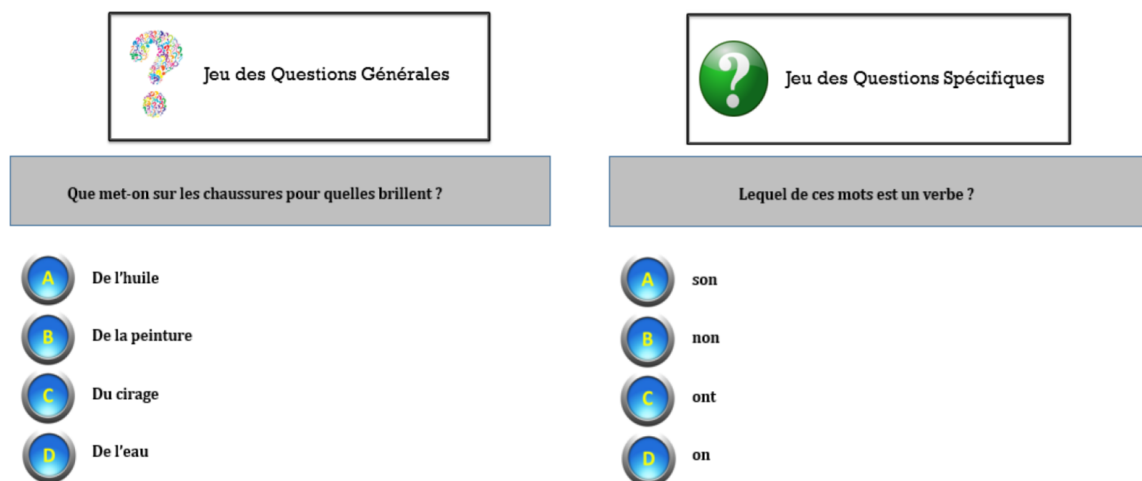 Jeu des Questions Générales
Que met-on sur les chaussures pour quelles brillent ?
A De l'huile
B De la peinture
C Du cirage
D De l'eau
Jeu des Questions Spécifiques
Lequel de ces mots est un verbe ?
A son
B non
C ont
D on